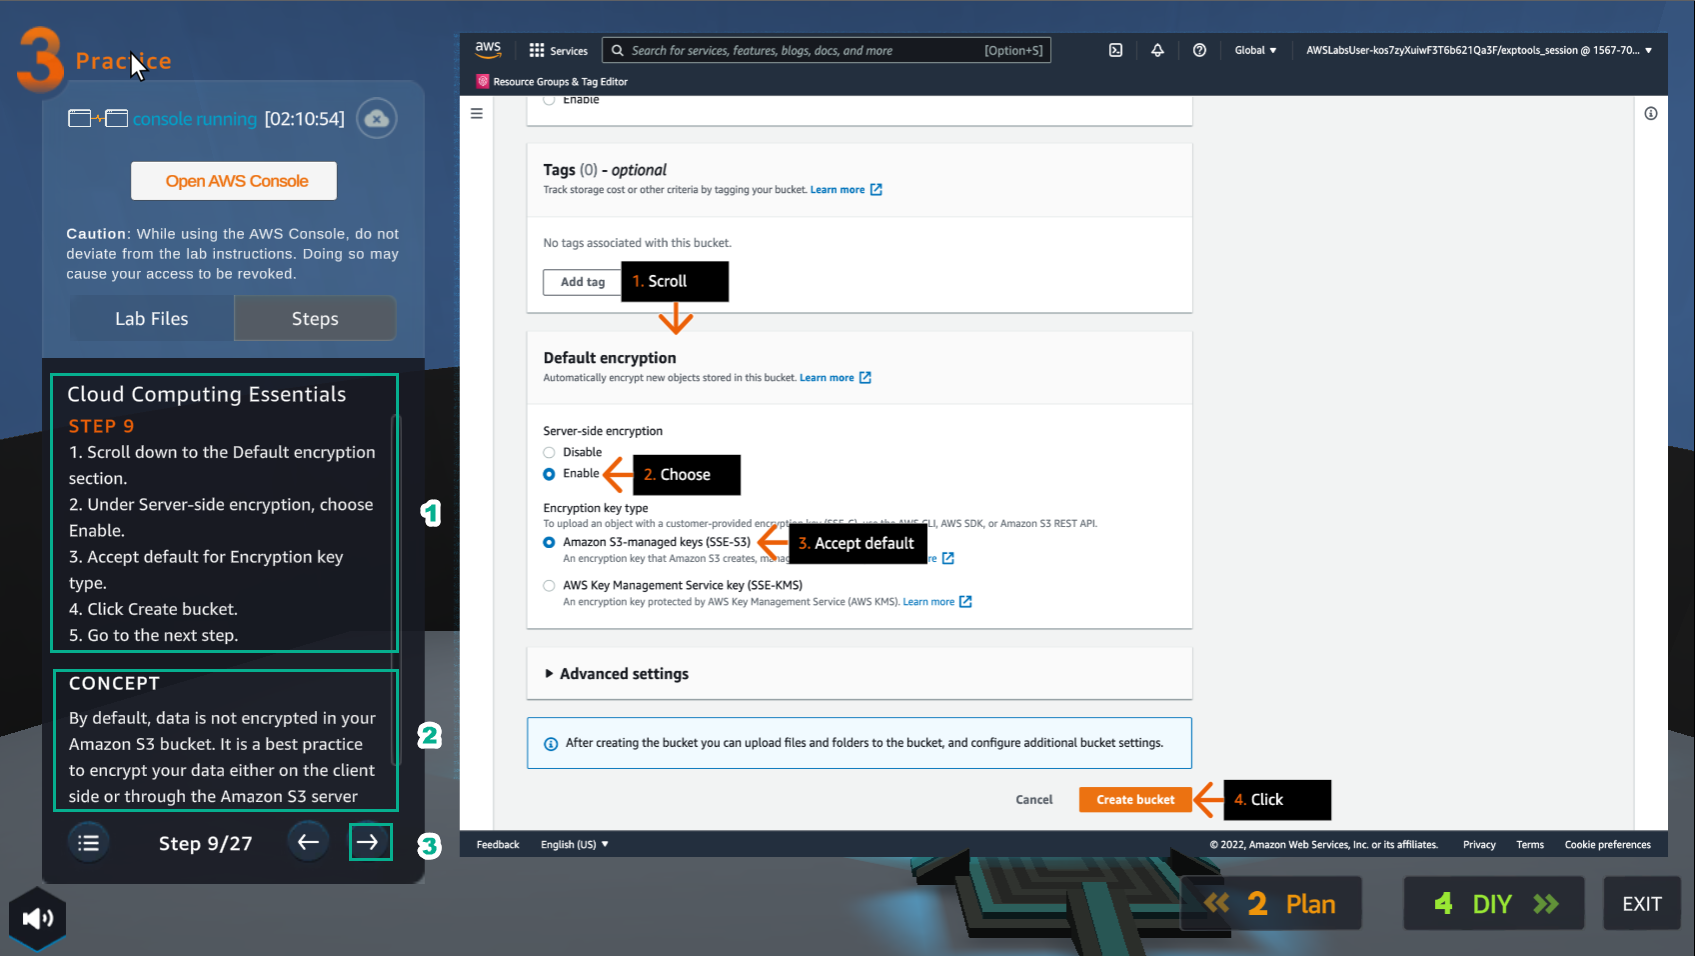 3 Practice
console running [02:10:54]
Open AWS Console
Caution: While using the AWS Console, do not
deviate from the lab instructions. Doing so may
cause your access to be revoked.
Lab Files
Steps
Cloud Computing Essentials
STEP 9
1. Scroll down to the Default encryption
section.
2. Under Server-side encryption, choose
Enable.
3. Accept default for Encryption key
type.
4. Click Create bucket.
5. Go to the next step.
1
CONCEPT
By default, data is not encrypted in your
Amazon S3 bucket. It is a best practice
to encrypt your data either on the client
side or through the Amazon S3 server
2
Step 9/27
3
aws
Services
Search for services, features, blogs, docs, and more
[Option+S]
Global
AWSLabsUser-kos7zyXuiwF3T6b621Qa3F/exptools_session @ 1567-70...
Resource Groups & Tag Editor
Enable
Tags (0) - optional
Track storage cost or other criteria by tagging your bucket. Learn more
No tags associated with this bucket.
Add tag
1. Scroll
Default encryption
Automatically encrypt new objects stored in this bucket. Learn more
Server-side encryption
Disable
Enable
2. Choose
Encryption key type
To upload an object with a customer-provided encryption key (SSE-C), use the AWS CLI, AWS SDK, or Amazon S3 REST API.
Amazon S3-managed keys (SSE-S3)
3. Accept default
An encryption key that Amazon S3 creates,
AWS Key Management Service key (SSE-KMS)
An encryption key protected by AWS Key Management Service (AWS KMS). Learn more
Advanced settings
After creating the bucket you can upload files and folders to the bucket, and configure additional bucket settings.
Cancel
Create bucket
4. Click
Feedback
English (US)
© 2022, Amazon Web Services, Inc. or its affiliates.
Privacy
Terms
Cookie preferences
2 Plan
4 DIY
EXIT